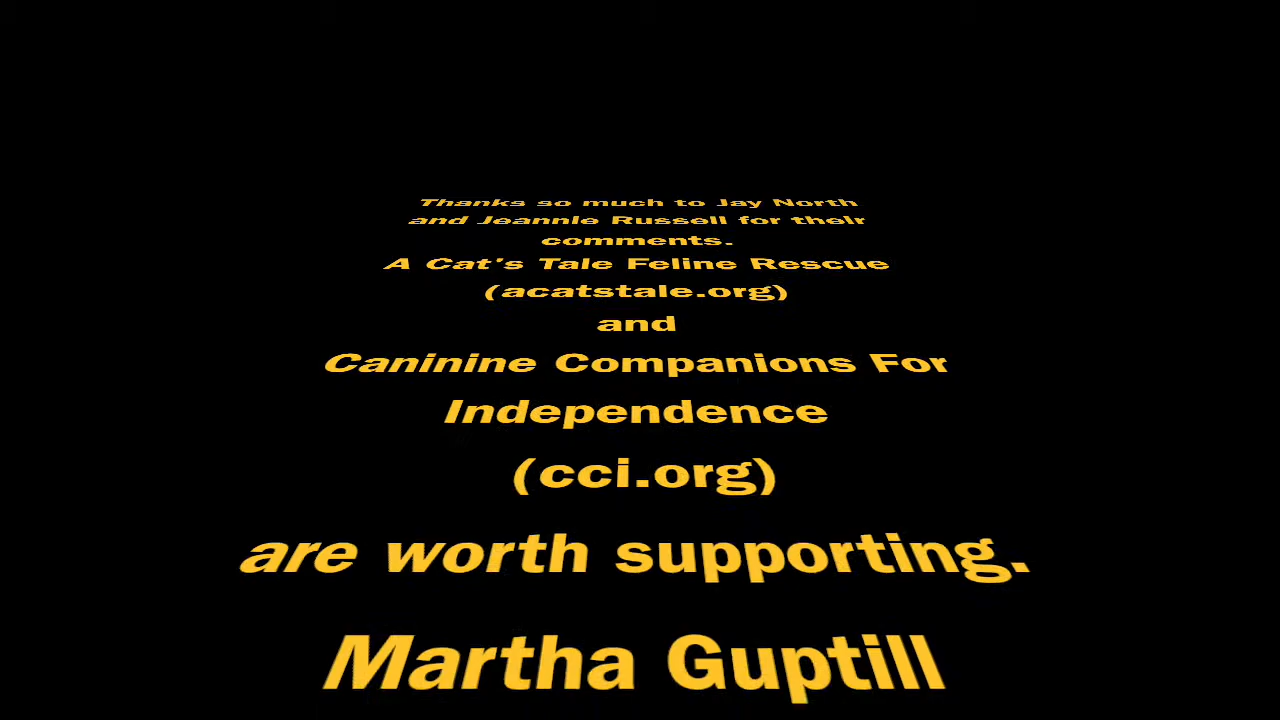 Thanks so much to Jay North
and Jeannie Russell for their
comments.
A Cat's Tale Feline Rescue
(acatstale.org)
and
Caninine Companions For
Independence
(cci.org)
are worth supporting.
Martha Guptill